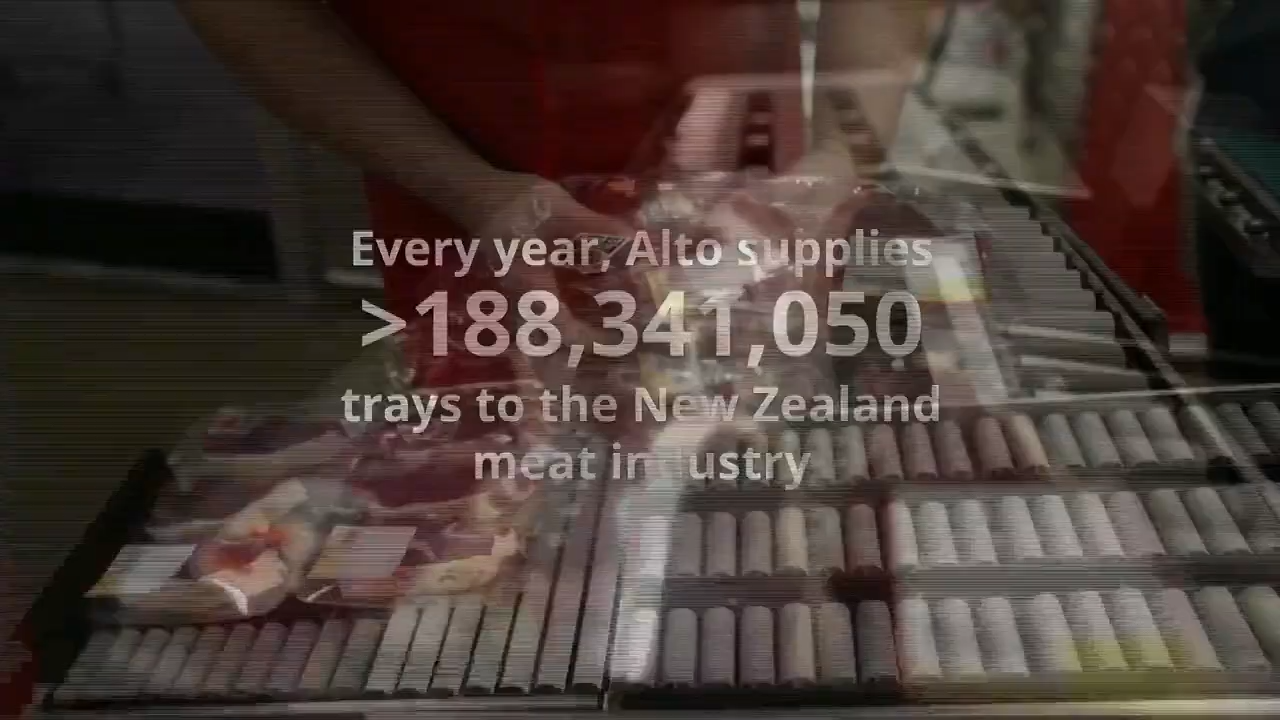 Every year, Alto supplies
>188,341,050
trays to the New Zealand
meat industry